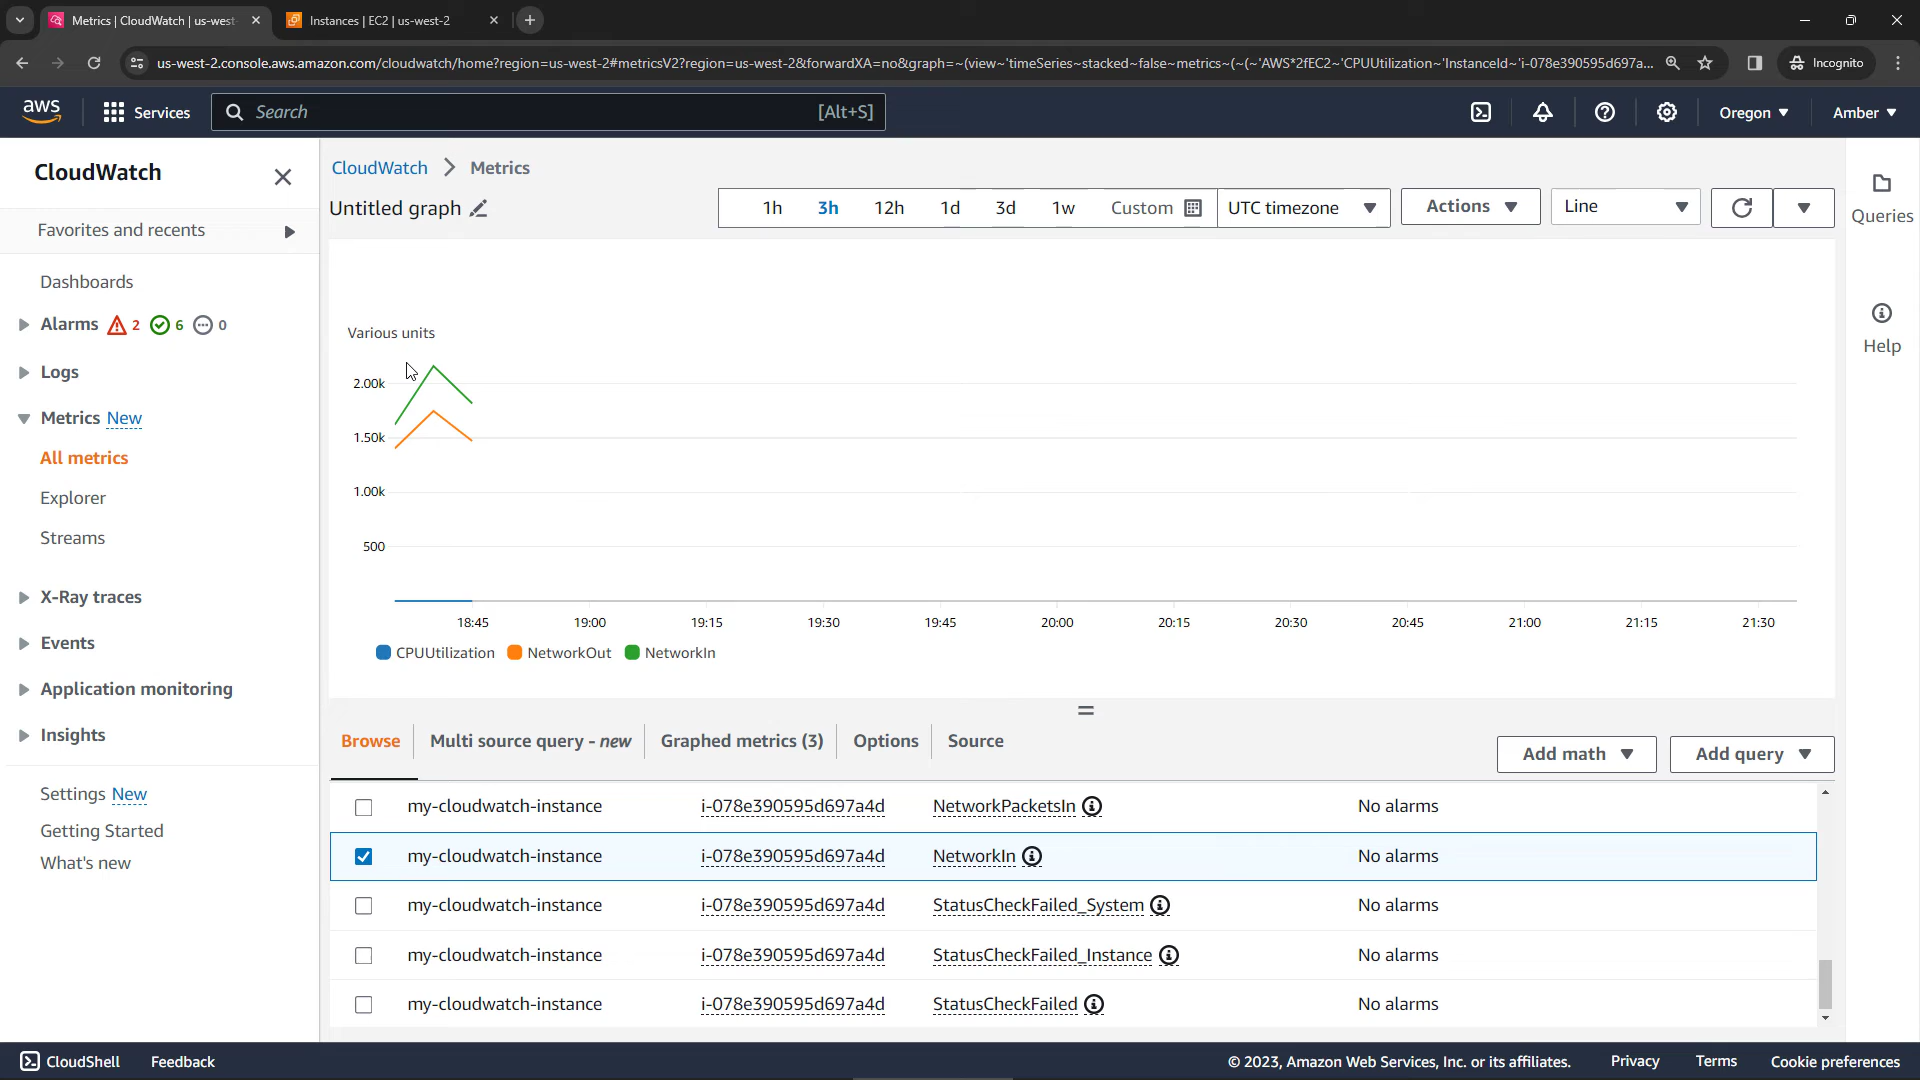 Metrics | CloudWatch | us-west-
Instances | EC2 | us-west-2
us-west-2.console.aws.amazon.com/cloudwatch/home?region=us-west-2#metricsV2?region=us-west-2&forwardXA=no&graph=~(view~'timeSeries~stacked~false~metrics~(~(~'AWS*2fEC2~'CPUUtilization~'InstanceId~'i-078e390595d697a...
Incognito
aws
Services
Search
[Alt+S]
Oregon
Amber
CloudWatch
Favorites and recents
Dashboards
Alarms 2 6 0
Logs
Metrics New
All metrics
Explorer
Streams
X-Ray traces
Events
Application monitoring
Insights
Settings New
Getting Started
What's new
CloudWatch
Metrics
Untitled graph
1h 3h 12h 1d 3d 1w Custom
UTC timezone
Actions
Line
Queries
Help
Various units
2.00k
1.50k
1.00k
500
18:45 19:00 19:15 19:30 19:45 20:00 20:15 20:30 20:45 21:00 21:15 21:30
CPUUtilization NetworkOut NetworkIn
Browse
Multi source query - new
Graphed metrics (3)
Options
Source
Add math
Add query
my-cloudwatch-instance i-078e390595d697a4d NetworkPacketsIn No alarms
my-cloudwatch-instance i-078e390595d697a4d NetworkIn No alarms
my-cloudwatch-instance i-078e390595d697a4d StatusCheckFailed_System No alarms
my-cloudwatch-instance i-078e390595d697a4d StatusCheckFailed_Instance No alarms
my-cloudwatch-instance i-078e390595d697a4d StatusCheckFailed No alarms
CloudShell
Feedback
© 2023, Amazon Web Services, Inc. or its affiliates.
Privacy
Terms
Cookie preferences